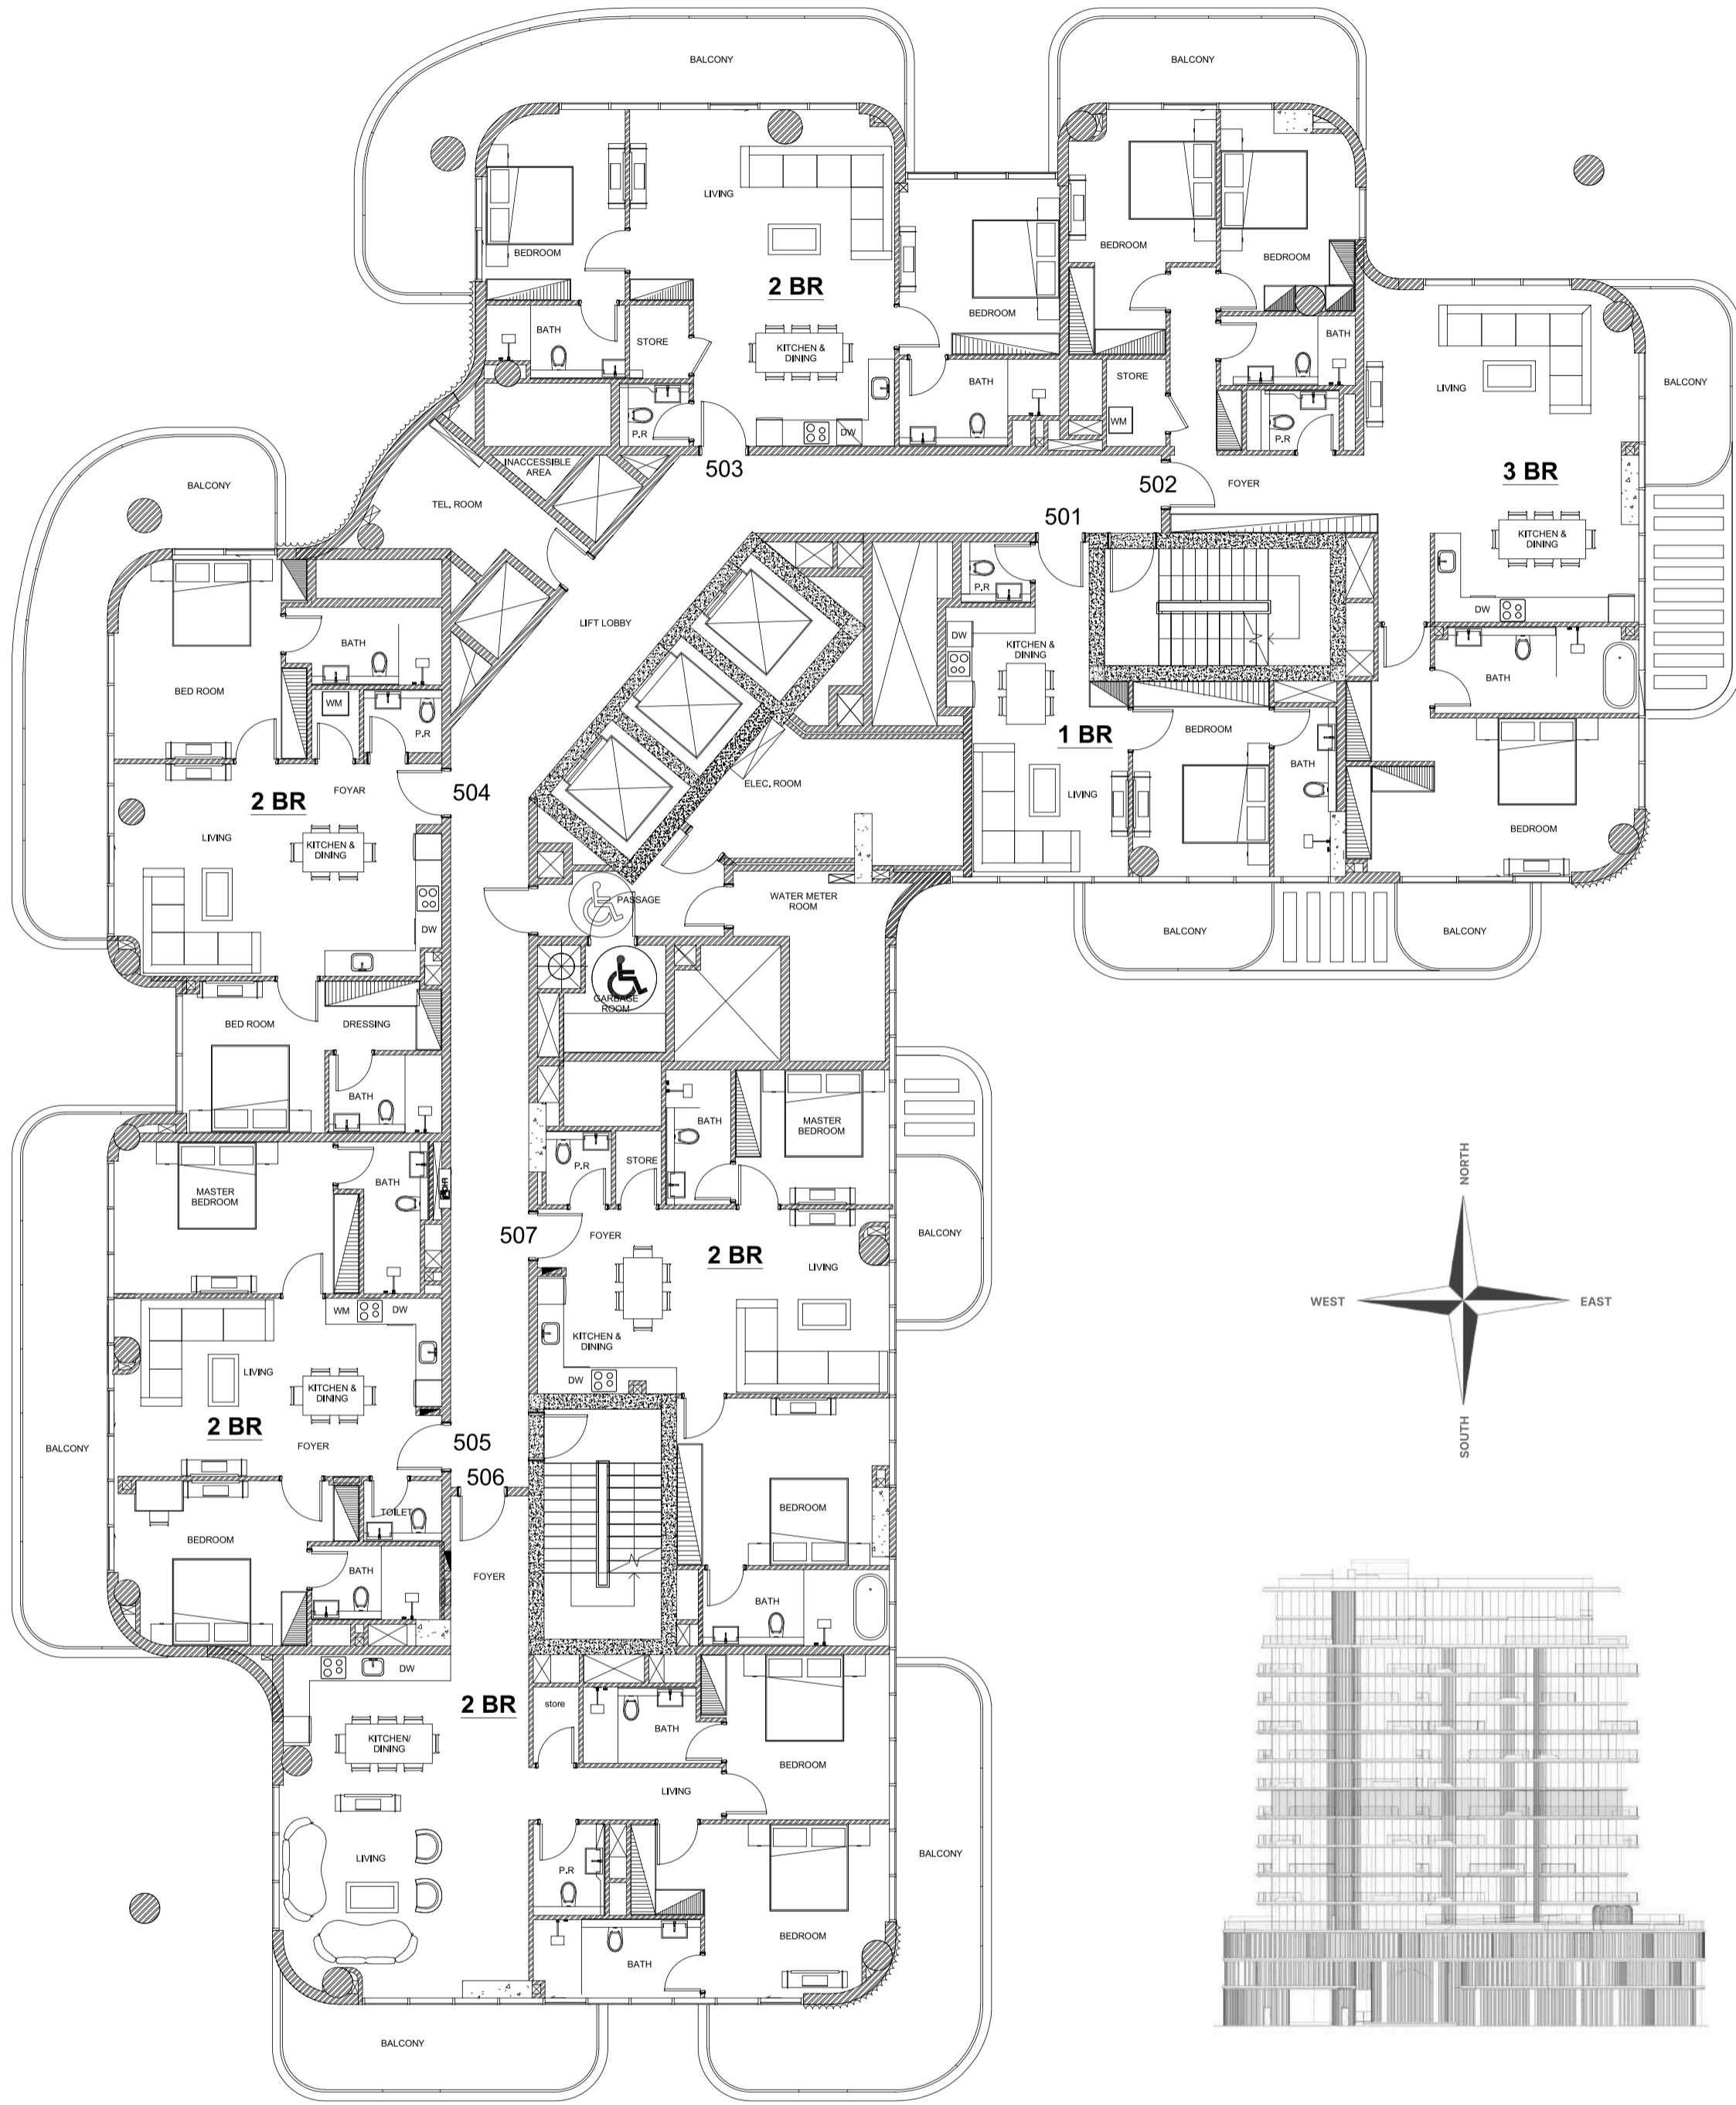 BALCONY
BALCONY
LIVING
BEDROOM
BEDROOM
BEDROOM
2 BR
BEDROOM
BATH
STORE
KITCHEN &
DINING
BATH
STORE
BATH
LIVING
BALCONY
P.R
DW
WM
P.R
503
INACCESSIBLE
AREA
502
FOYER
3 BR
BALCONY
TEL. ROOM
501
KITCHEN &
DINING
P.R
DW
LIFT LOBBY
DW
KITCHEN &
DINING
BATH
BATH
BED ROOM
WM
P.R
1 BR
BEDROOM
BATH
ELEC. ROOM
FOYAR
504
2 BR
LIVING
LIVING
KITCHEN &
DINING
BEDROOM
DW
PASSAGE
WATER METER
ROOM
BALCONY
BALCONY
GARBAGE
ROOM
BED ROOM
DRESSING
BATH
BATH
MASTER
BEDROOM
P.R
STORE
BATH
MASTER
BEDROOM
NORTH
507
FOYER
2 BR
BALCONY
LIVING
WEST
EAST
WM
DW
KITCHEN &
DINING
LIVING
DW
KITCHEN &
DINING
2 BR
SOUTH
BALCONY
FOYER
505
506
TOILET
BEDROOM
BEDROOM
BATH
FOYER
BATH
DW
2 BR
store
BATH
KITCHEN/
DINING
BEDROOM
LIVING
LIVING
P.R
BALCONY
BEDROOM
BATH
BALCONY